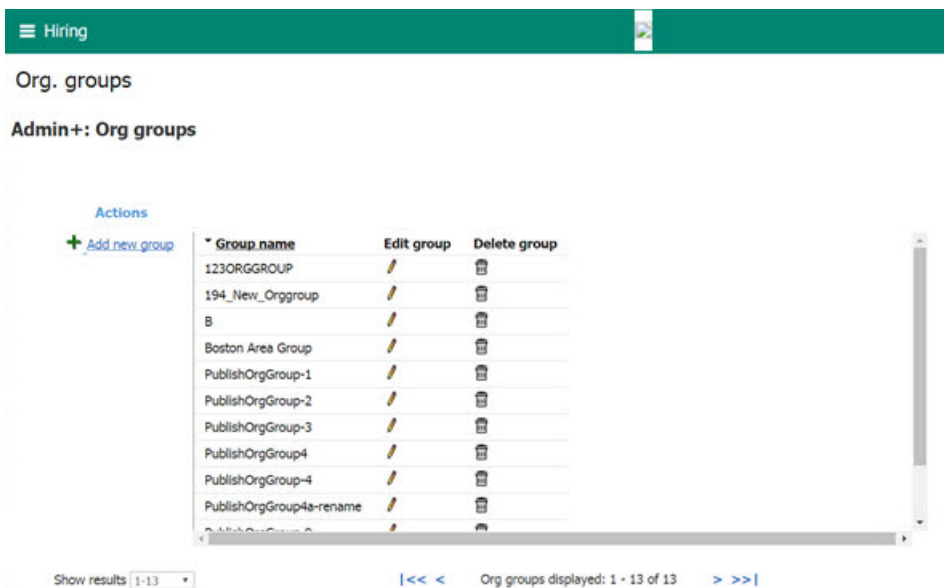 Hiring
Org. groups
Admin+: Org groups
Actions
Add new group
Group name Edit group Delete group
123ORGGROUP
194_New_Orggroup
B
Boston Area Group
PublishOrgGroup-1
PublishOrgGroup-2
PublishOrgGroup-3
PublishOrgGroup4
PublishOrgGroup-4
PublishOrgGroup4a-rename
Show results 1-13 |<< < Org groups displayed: 1 - 13 of 13 > >>|